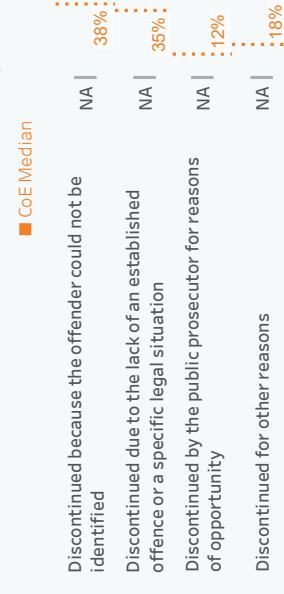 CoE Median
Discontinued because the offender could not be
identified
NA
38%
Discontinued due to the lack of an established
offence or a specific legal situation
NA
35%
Discontinued by the public prosecutor for reasons
of opportunity
NA
12%
Discontinued for other reasons
NA
18%